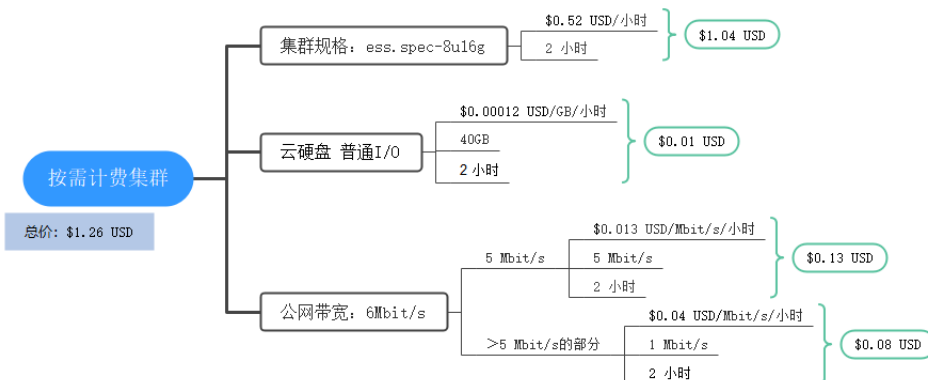 按需计费集群
总价: $1.26 USD
集群规格：ess.spec-8u16g
$0.52 USD/小时
2 小时
$1.04 USD
云硬盘 普通I/O
$0.00012 USD/GB/小时
40GB
2 小时
$0.01 USD
公网带宽：6Mbit/s
5 Mbit/s
$0.013 USD/Mbit/s/小时
5 Mbit/s
2 小时
$0.13 USD
>5 Mbit/s的部分
$0.04 USD/Mbit/s/小时
1 Mbit/s
2 小时
$0.08 USD